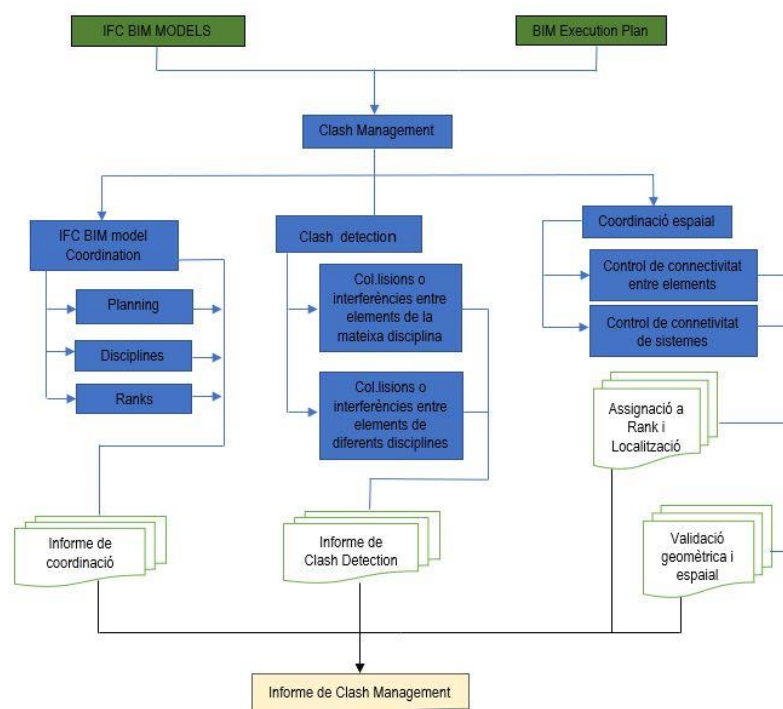 IFC BIM MODELS
BIM Execution Plan
Clash Management
IFC BIM model
Coordination
Planning
Disciplines
Ranks
Clash detection
Col.lisions o
interferències entre
elements de la
mateixa disciplina
Col.lisions o
interferències entre
elements de
diferents disciplines
Coordinació espaial
Control de connectivitat
entre elements
Control de connetivitat
de sistemes
Assignació a
Rank i
Localització
Informe de
coordinació
Informe de
Clash Detection
Validació
geomètrica i
espaial
Informe de Clash Management